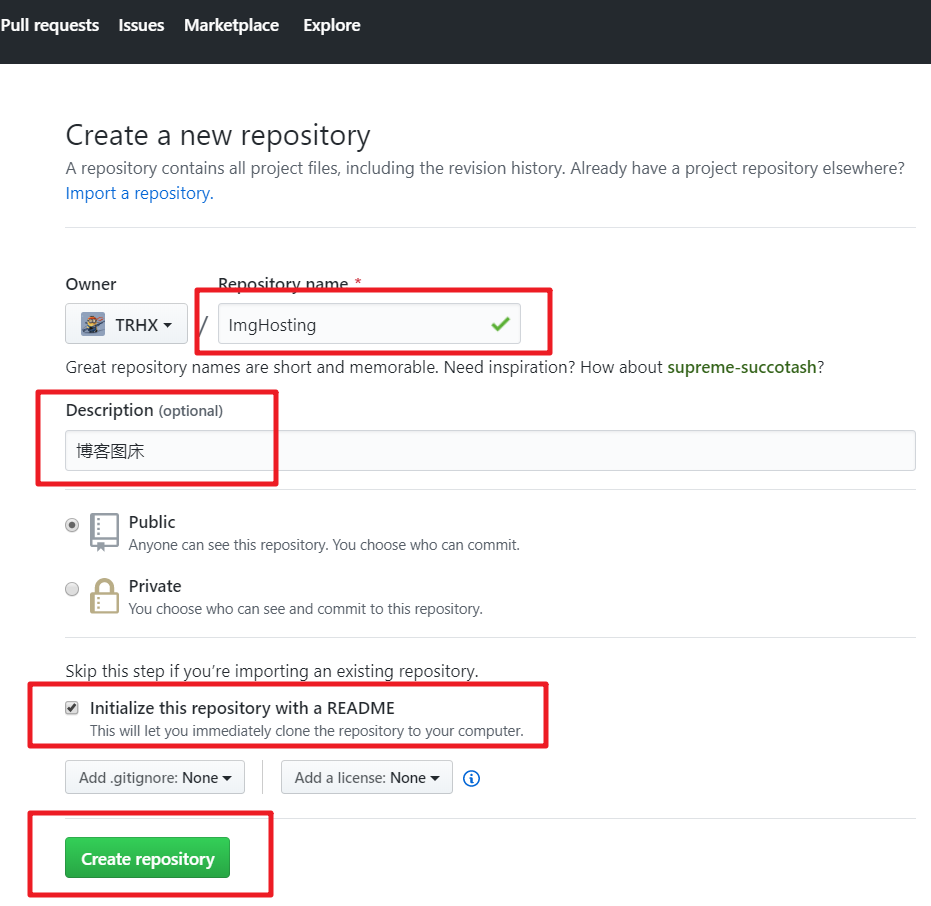 Pull requests Issues Marketplace Explore
Create a new repository
A repository contains all project files, including the revision history. Already have a project repository elsewhere?
Import a repository.
Owner Repository name *
TRHX / ImgHosting
Great repository names are short and memorable. Need inspiration? How about supreme-succotash?
Description (optional)
博客图床
Public
Anyone can see this repository. You choose who can commit.
Private
You choose who can see and commit to this repository.
Skip this step if you’re importing an existing repository.
Initialize this repository with a README
This will let you immediately clone the repository to your computer.
Add .gitignore: None Add a license: None
Create repository